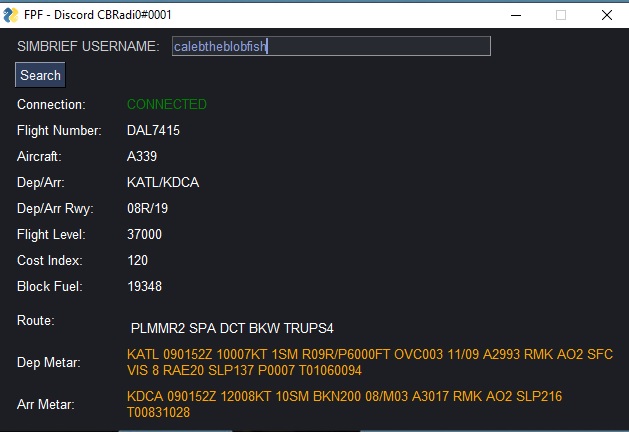 FPF - Discord CBRadi0#0001
SIMBRIEF USERNAME: calebtheblobfish
Search
Connection: CONNECTED
Flight Number: DAL7415
Aircraft: A339
Dep/Arr: KATL/KDCA
Dep/Arr Rwy: 08R/19
Flight Level: 37000
Cost Index: 120
Block Fuel: 19348
Route: PLMMR2 SPA DCT BKW TRUPS4
Dep Metar: KATL 090152Z 10007KT 1SM R09R/P6000FT OVC003 11/09 A2993 RMK AO2 SFC
VIS 8 RAE20 SLP137 P0007 T01060094
Arr Metar: KDCA 090152Z 12008KT 10SM BKN200 08/M03 A3017 RMK AO2 SLP216
T00831028